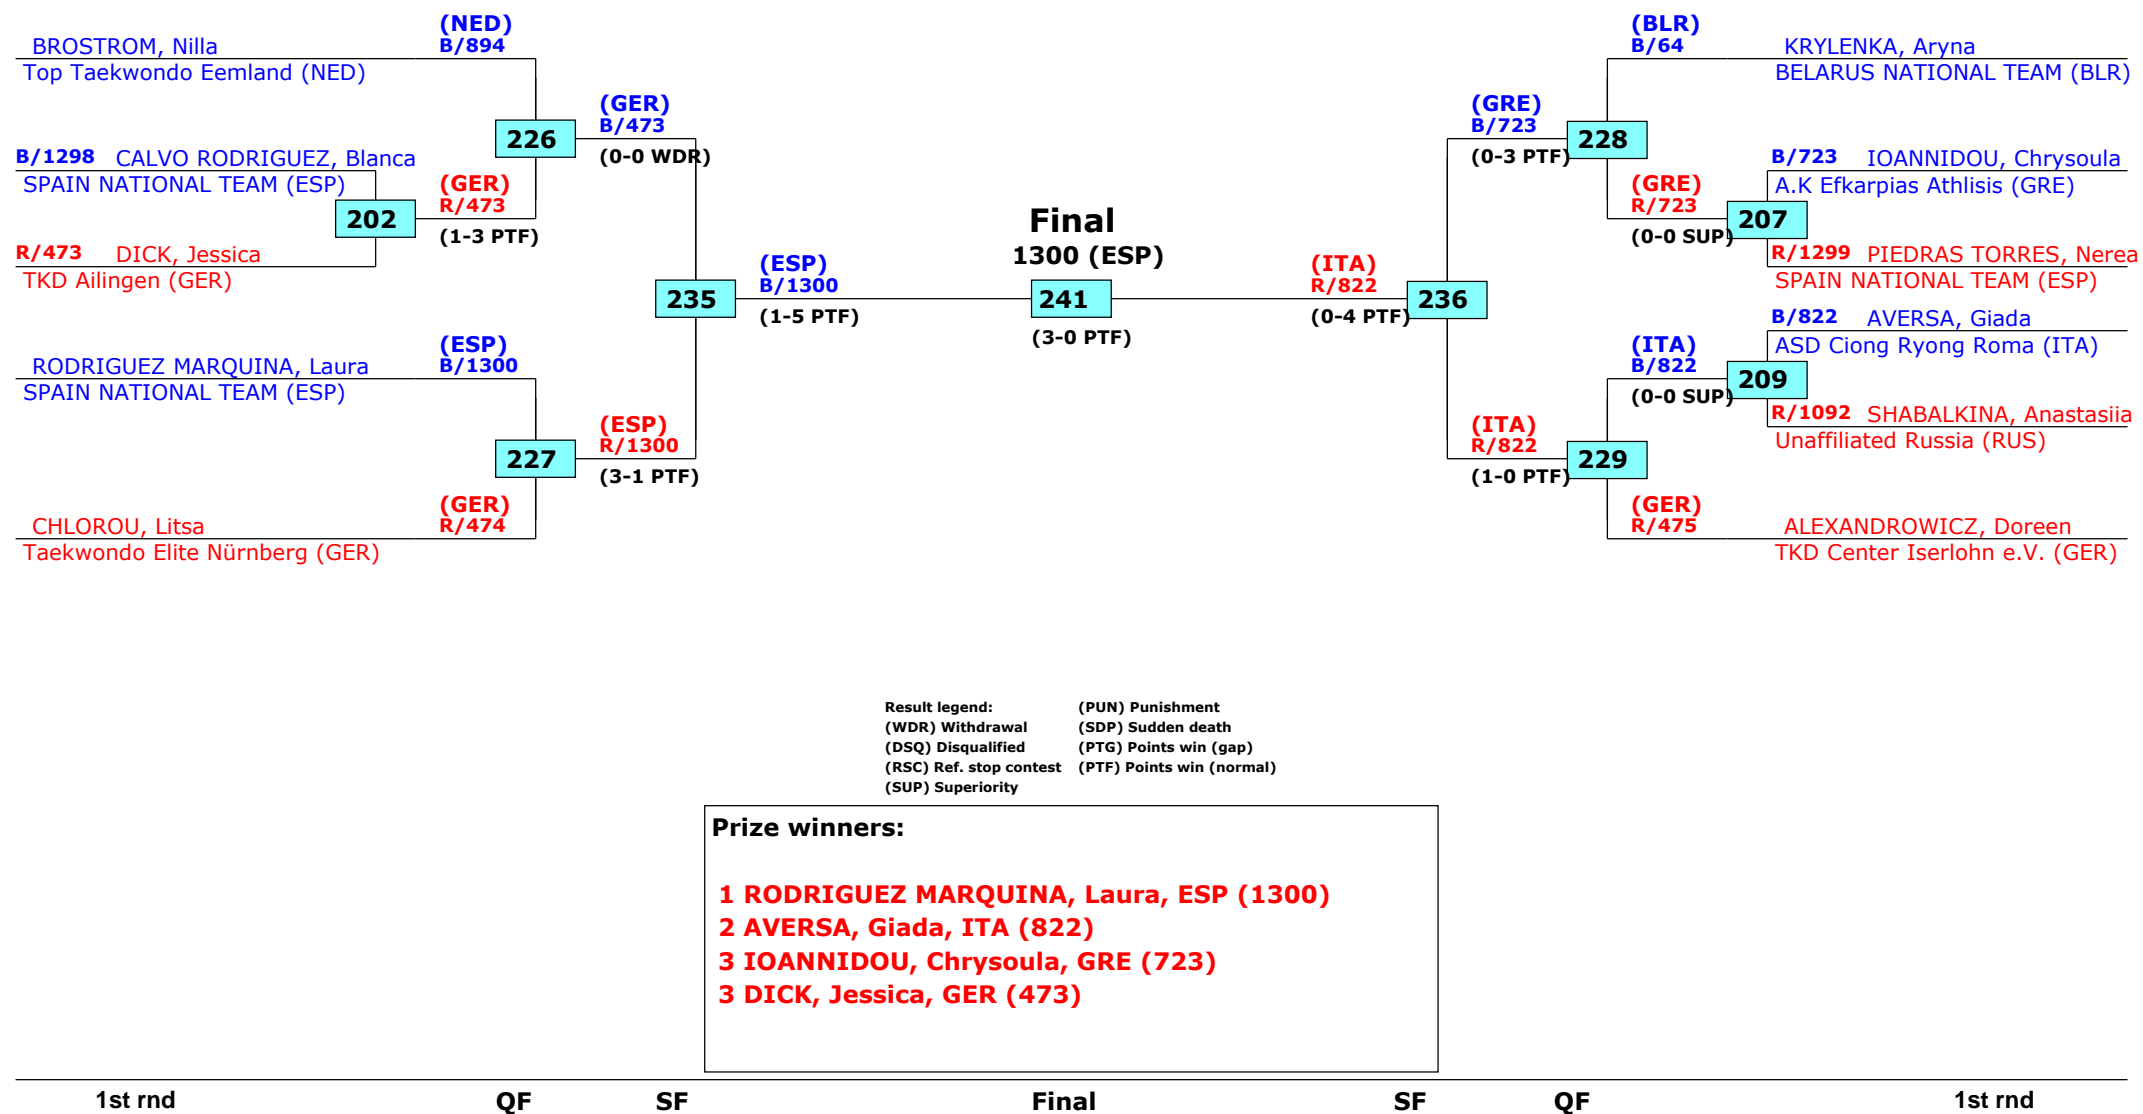 (NED)
B/894
BROSTROM, Nilla
Top Taekwondo Eemland (NED)
(GER)
B/473
226
(0-0 WDR)
B/1298 CALVO RODRIGUEZ, Blanca
SPAIN NATIONAL TEAM (ESP)
(GER)
R/473
202
(1-3 PTF)
R/473 DICK, Jessica
TKD Ailingen (GER)
(ESP)
B/1300
235
(1-5 PTF)
(ESP)
B/1300
RODRIGUEZ MARQUINA, Laura
SPAIN NATIONAL TEAM (ESP)
(ESP)
R/1300
227
(3-1 PTF)
(GER)
R/474
CHLOROU, Litsa
Taekwondo Elite Nürnberg (GER)
Final
1300 (ESP)
241
(3-0 PTF)
(BLR)
B/64
KRYLENKA, Aryna
BELARUS NATIONAL TEAM (BLR)
(GRE)
B/723
228
(0-3 PTF)
B/723 IOANNIDOU, Chrysoula
A.K Efkarpias Athlisis (GRE)
(GRE)
R/723
207
(0-0 SUP)
R/1299 PIEDRAS TORRES, Nerea
SPAIN NATIONAL TEAM (ESP)
(ITA)
R/822
236
(0-4 PTF)
B/822 AVERSA, Giada
ASD Ciong Ryong Roma (ITA)
(ITA)
B/822
209
(0-0 SUP)
R/1092 SHABALKINA, Anastasiia
Unaffiliated Russia (RUS)
(ITA)
R/822
229
(1-0 PTF)
(GER)
R/475
ALEXANDROWICZ, Doreen
TKD Center Iserlohn e.V. (GER)
Result legend: (PUN) Punishment
(WDR) Withdrawal (SDP) Sudden death
(DSQ) Disqualified (PTG) Points win (gap)
(RSC) Ref. stop contest (PTF) Points win (normal)
(SUP) Superiority
Prize winners:
1 RODRIGUEZ MARQUINA, Laura, ESP (1300)
2 AVERSA, Giada, ITA (822)
3 IOANNIDOU, Chrysoula, GRE (723)
3 DICK, Jessica, GER (473)
1st rnd QF SF Final SF QF 1st rnd